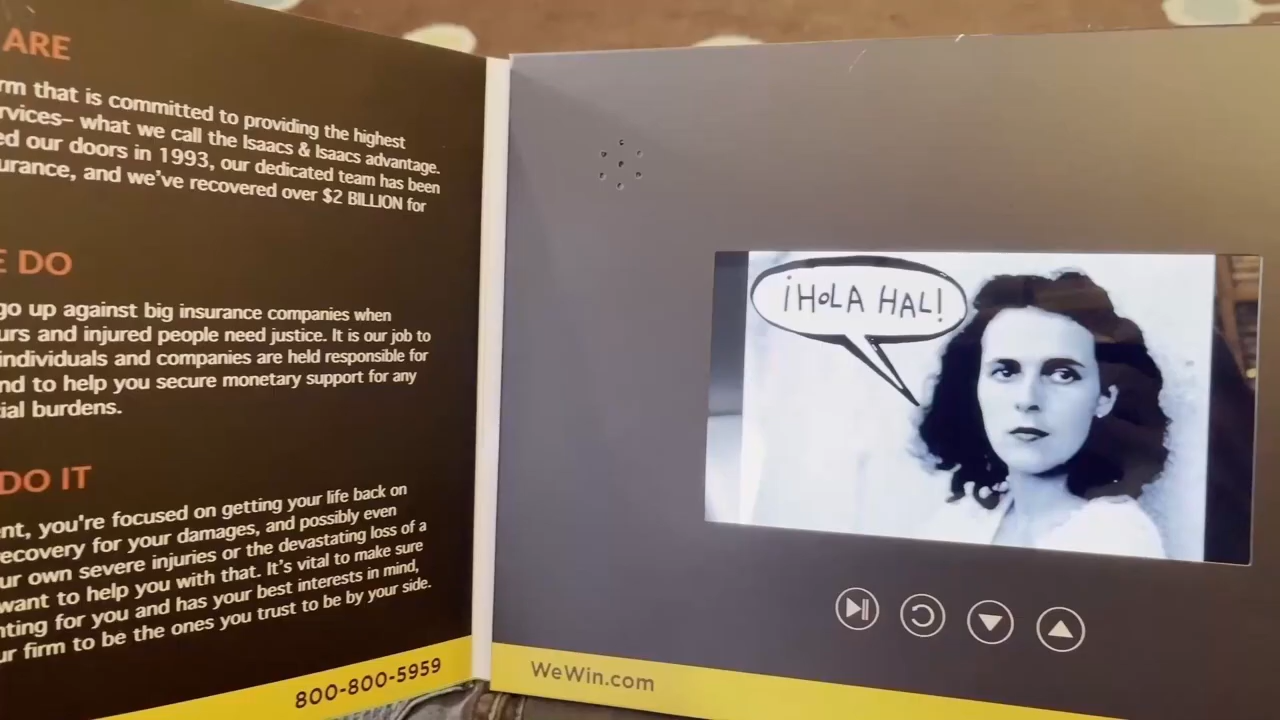 ARE
rm that is committed to providing the highest
rvices– what we call the Isaacs & Isaacs advantage.
ed our doors in 1993, our dedicated team has been
urance, and we've recovered over $2 BILLION for
E DO
go up against big insurance companies when
urs and injured people need justice. It is our job to
individuals and companies are held responsible for
nd to help you secure monetary support for any
ial burdens.
DO IT
nt, you're focused on getting your life back on
ecovery for your damages, and possibly even
ur own severe injuries or the devastating loss of a
want to help you with that. It's vital to make sure
hting for you and has your best interests in mind,
ur firm to be the ones you trust to be by your side.
800-800-5959
¡HOLA HAL!
WeWin.com